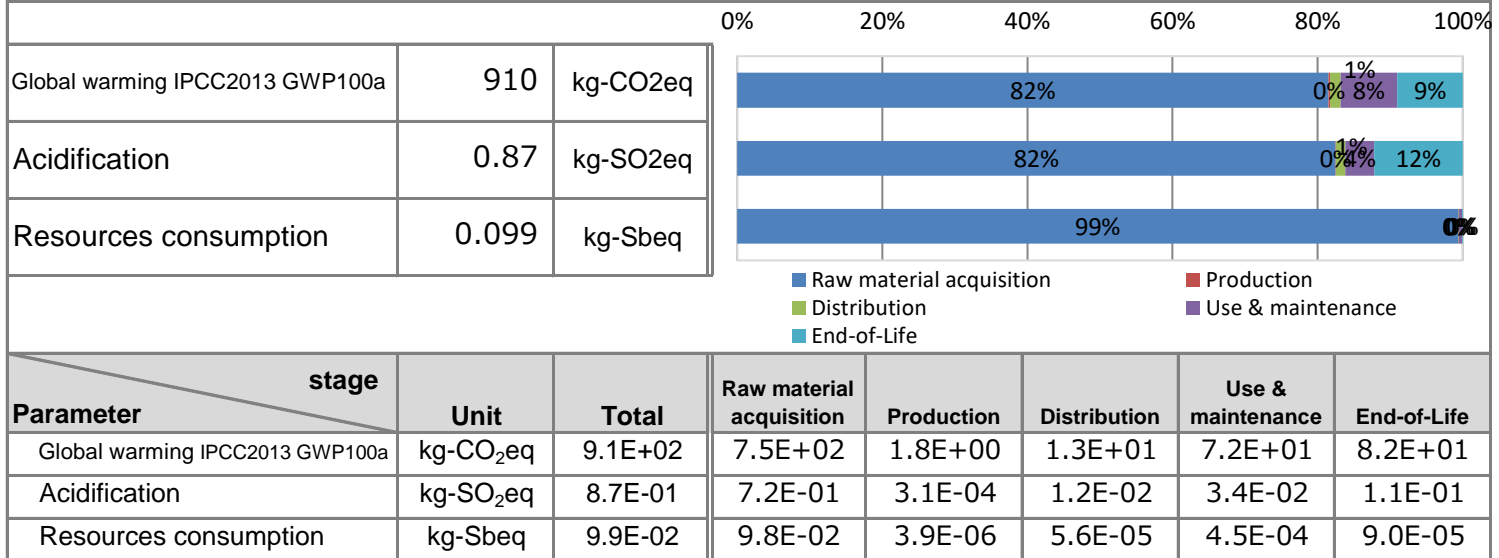 0% 20% 40% 60% 80% 100%
Global warming IPCC2013 GWP100a 910 kg-CO2eq 82% 0% 1% 8% 9%
Acidification 0.87 kg-SO2eq 82% 0% 1% 4% 12%
Resources consumption 0.099 kg-Sbeq 99% 0%
Raw material acquisition Production
Distribution Use & maintenance
End-of-Life
stage
Parameter Unit Total Raw material acquisition Production Distribution Use & maintenance End-of-Life
Global warming IPCC2013 GWP100a kg-CO₂eq 9.1E+02 7.5E+02 1.8E+00 1.3E+01 7.2E+01 8.2E+01
Acidification kg-SO₂eq 8.7E-01 7.2E-01 3.1E-04 1.2E-02 3.4E-02 1.1E-01
Resources consumption kg-Sbeq 9.9E-02 9.8E-02 3.9E-06 5.6E-05 4.5E-04 9.0E-05